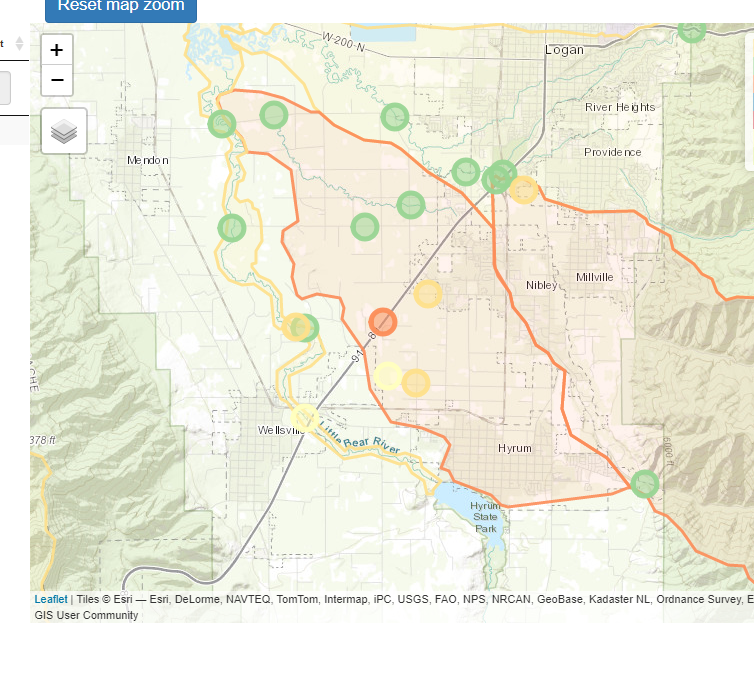 Reset map zoom
t
+
−
W 200 N
Logan
River Heights
Providence
Mendon
Nibley
Millville
91
8
Wellsville
Little Bear River
378 ft
6000 ft
Hyrum
Hyrum
State
Park
Leaflet | Tiles © Esri — Esri, DeLorme, NAVTEQ, TomTom, Intermap, iPC, USGS, FAO, NPS, NRCAN, GeoBase, Kadaster NL, Ordnance Survey, E
GIS User Community